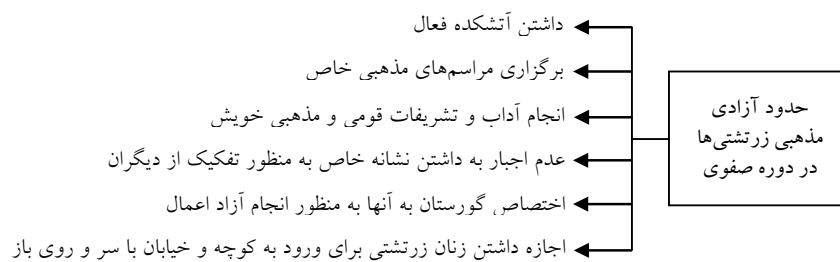 حدود آزادی
مذهبی زرتشتی‌ها
در دوره صفوی
داشتن آتشکده فعال
برگزاری مراسم‌های مذهبی خاص
انجام آداب و تشریفات قومی و مذهبی خویش
عدم اجبار به داشتن نشانه خاص به منظور تفکیک از دیگران
اختصاص گورستان به آنها به منظور انجام آزاد اعمال
اجازه داشتن زنان زرتشتی برای ورود به کوچه و خیابان با سر و روی باز